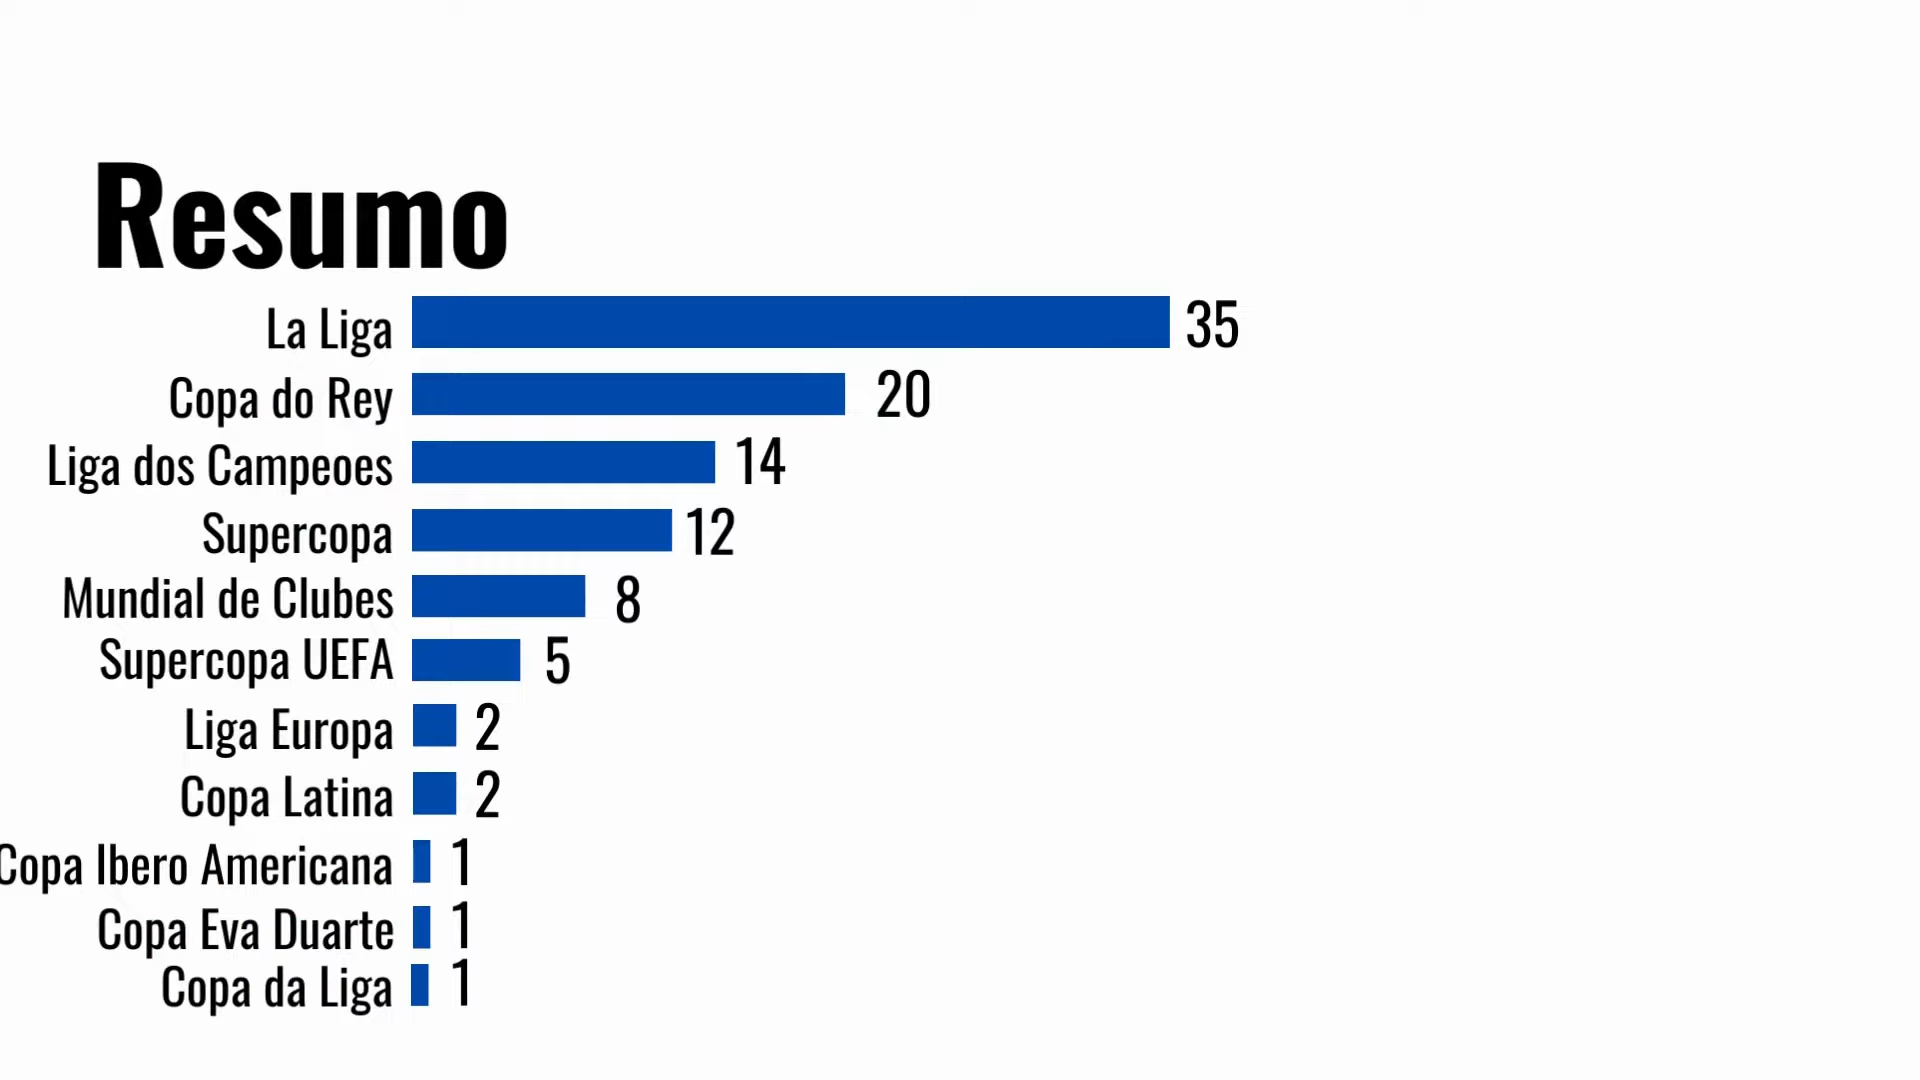 Resumo
La Liga 35
Copa do Rey 20
Liga dos Campeoes 14
Supercopa 12
Mundial de Clubes 8
Supercopa UEFA 5
Liga Europa 2
Copa Latina 2
Copa Ibero Americana 1
Copa Eva Duarte 1
Copa da Liga 1